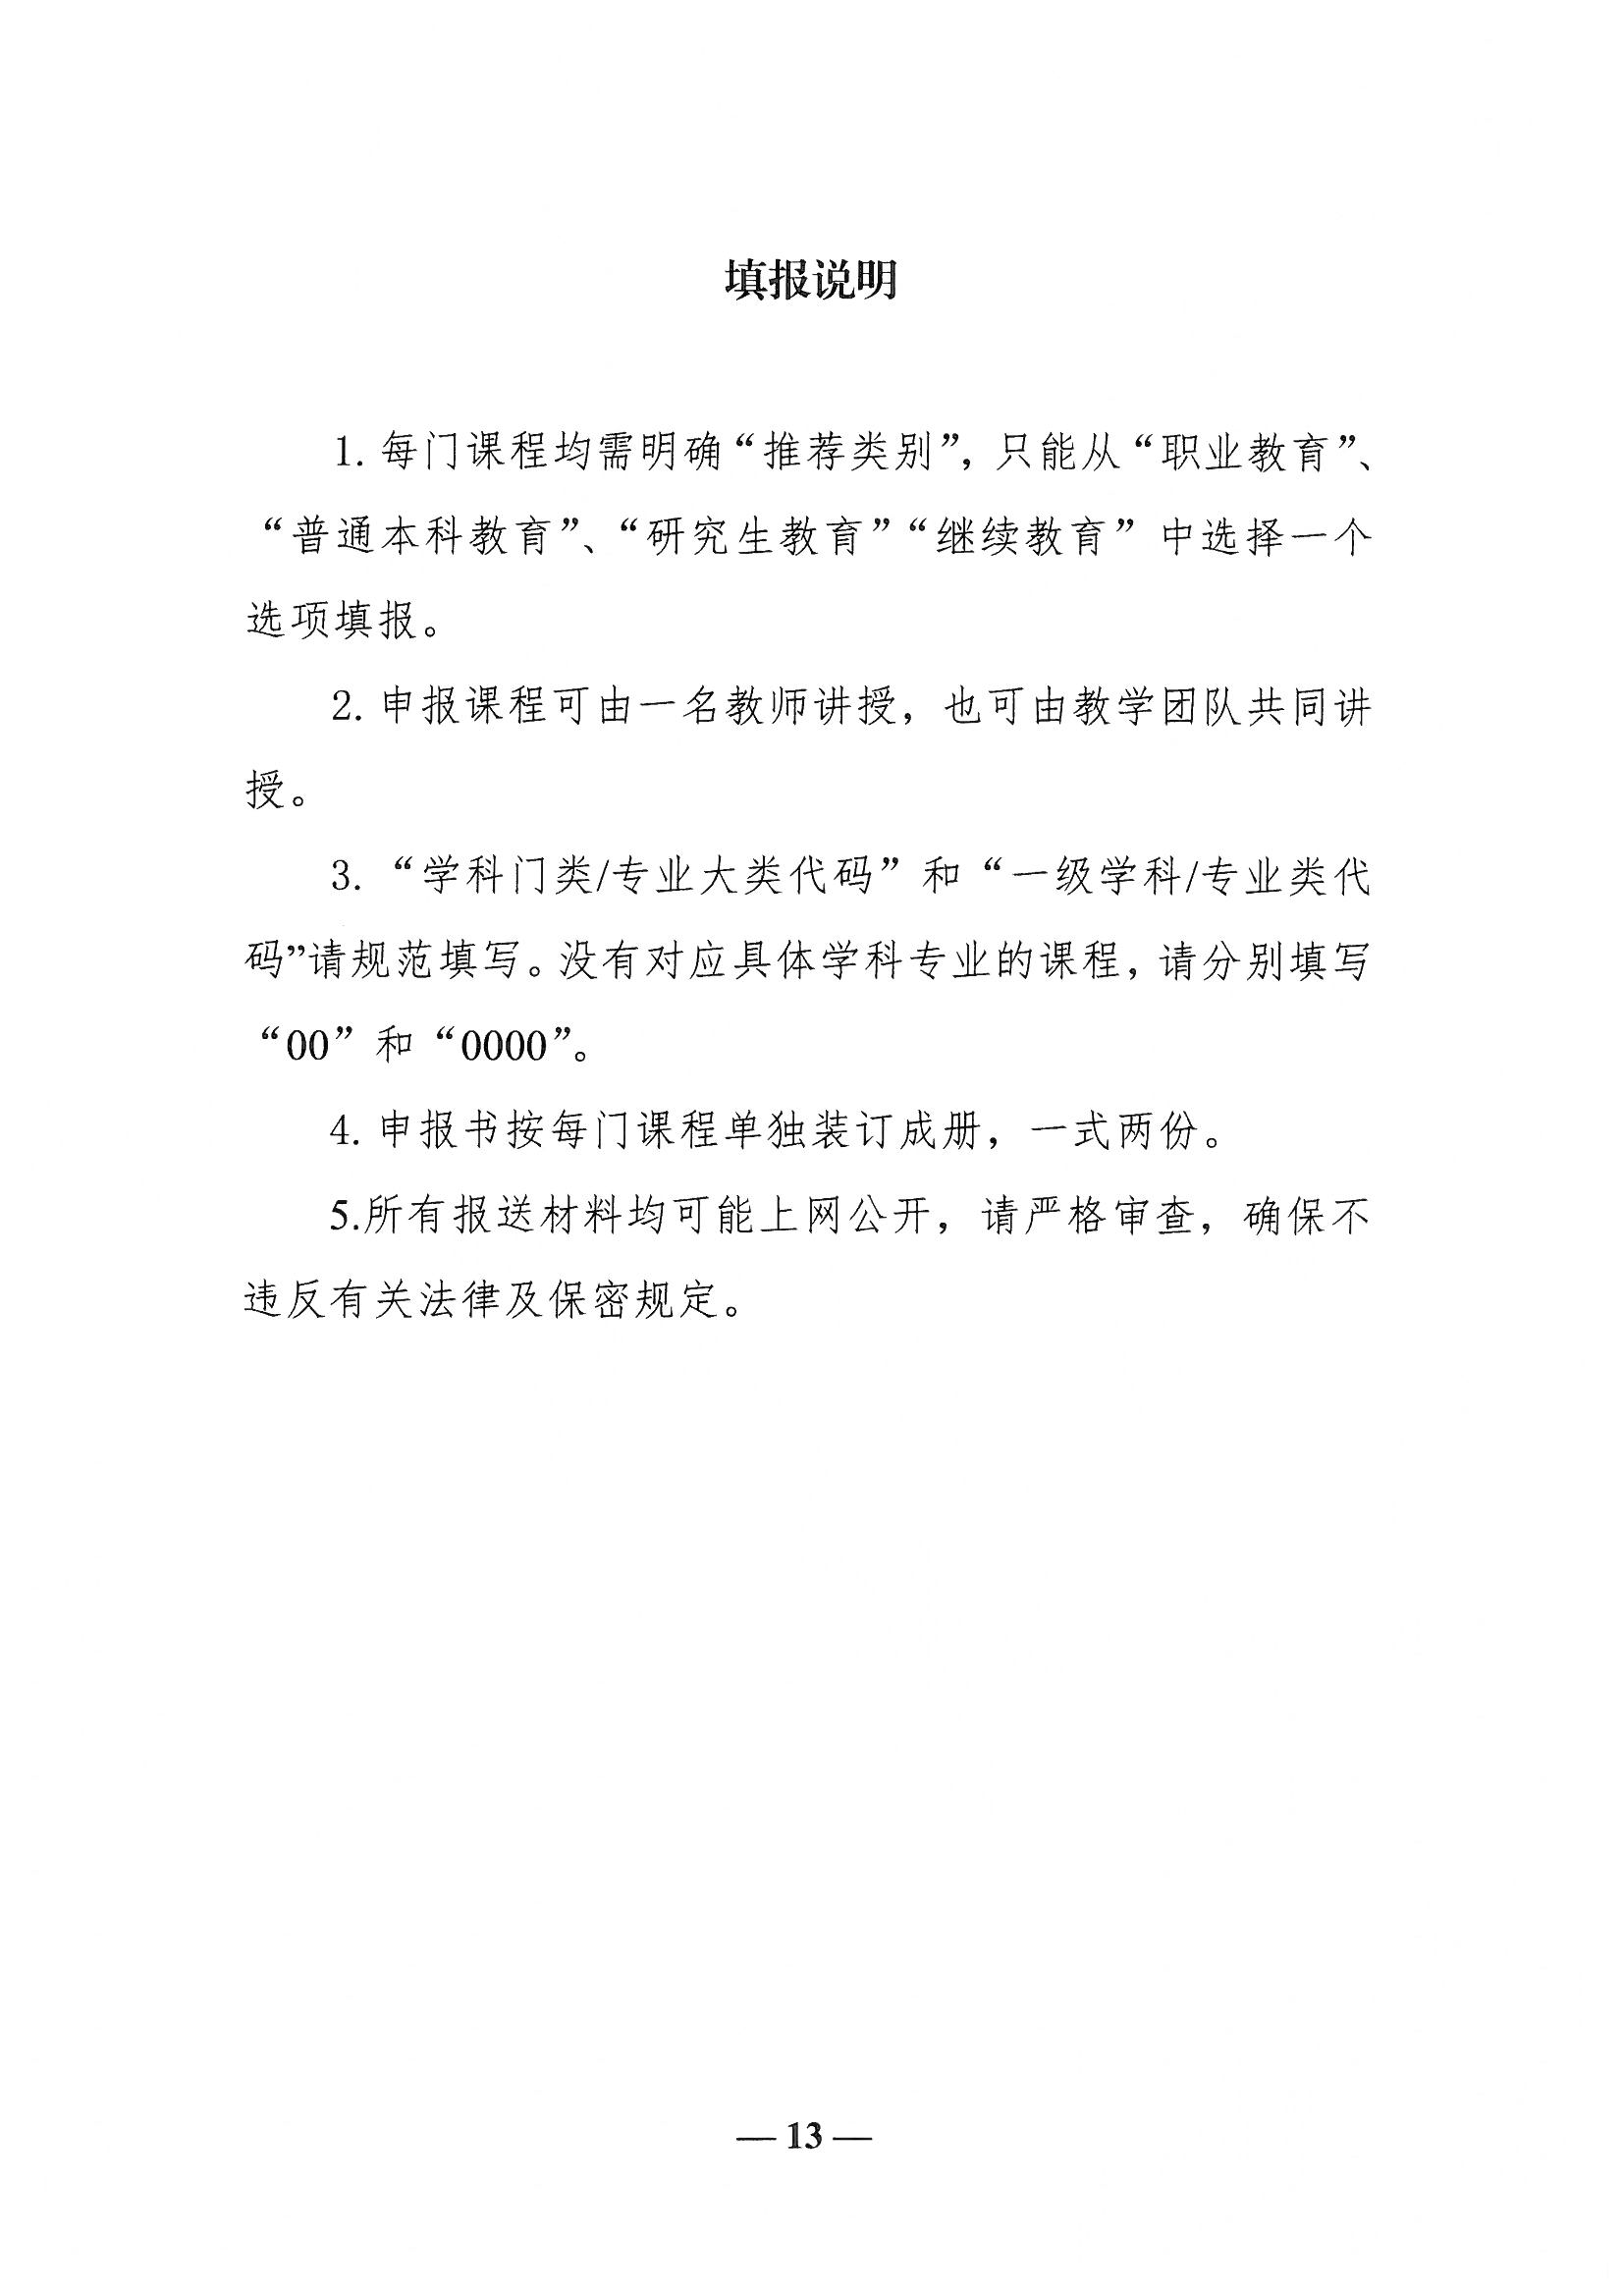 填报说明
1. 每门课程均需明确“推荐类别”，只能从“职业教育”、
“普通本科教育”、“研究生教育”“继续教育”中选择一个
选项填报。
2. 申报课程可由一名教师讲授，也可由教学团队共同讲
授。
3. “学科门类/专业大类代码”和“一级学科/专业类代
码”请规范填写。没有对应具体学科专业的课程，请分别填写
“00”和“0000”。
4. 申报书按每门课程单独装订成册，一式两份。
5.所有报送材料均可能上网公开，请严格审查，确保不
违反有关法律及保密规定。
— 13 —